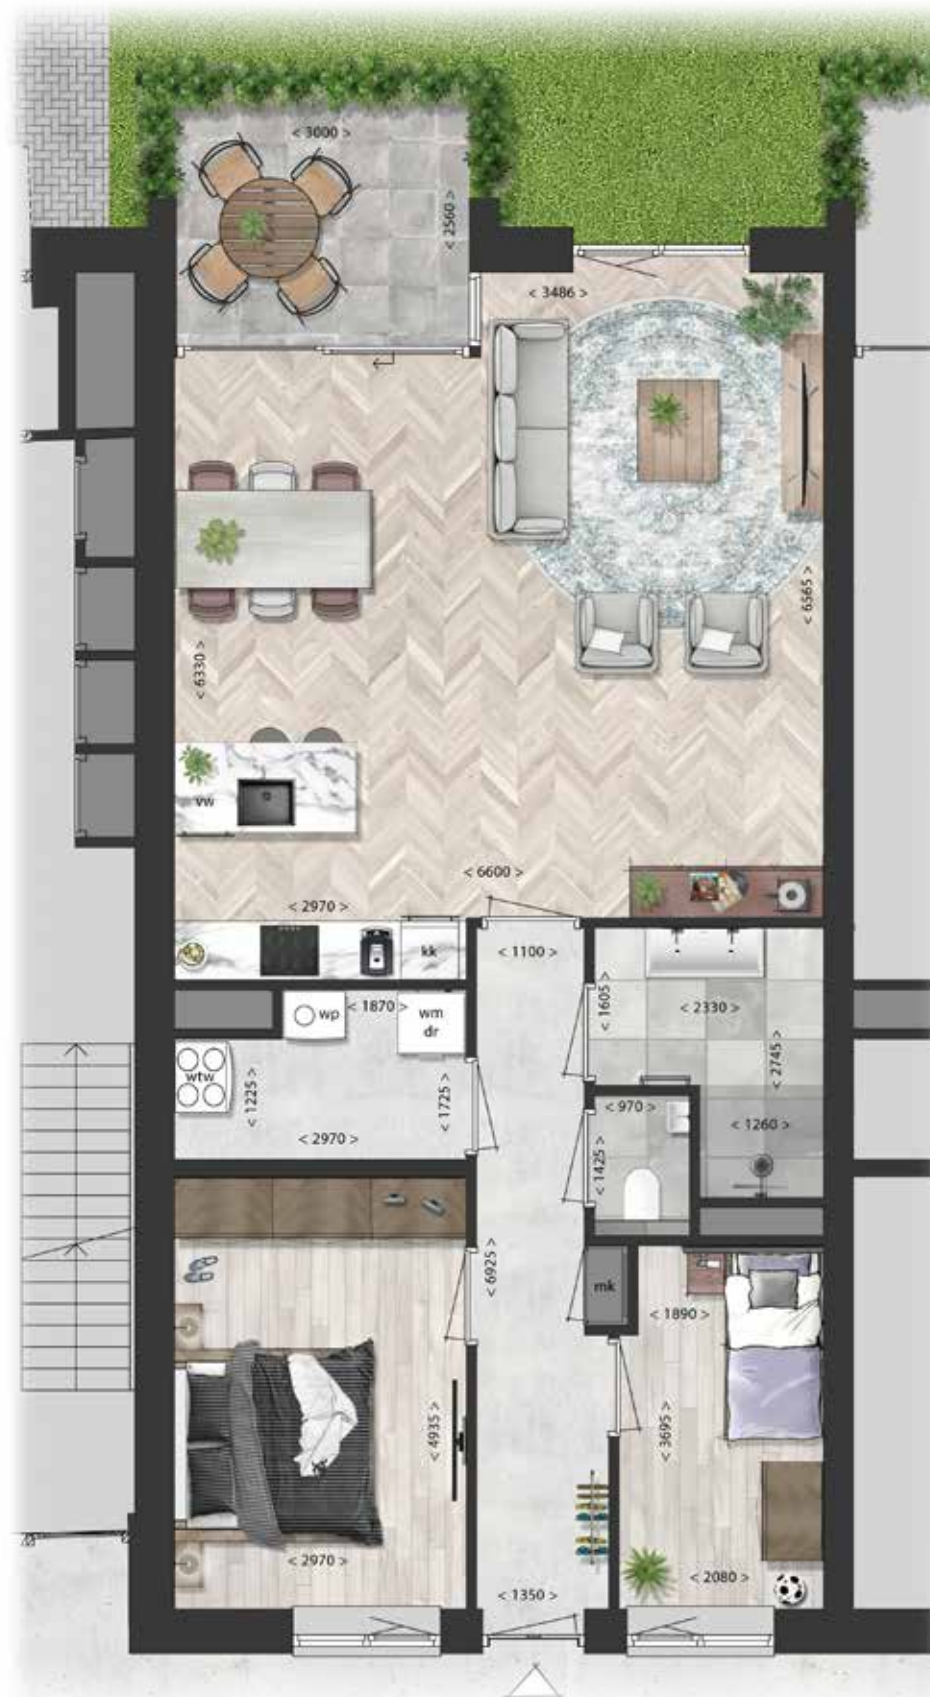 < 3000 >
< 2560 >
< 3486 >
< 6565 >
< 6330 >
vw
< 6600 >
< 2970 >
kk
< 1100 >
< 1605 >
< 2330 >
< 2745 >
wp
< 1870 >
wm
dr
wtw
< 1225 >
< 1725 >
< 2970 >
< 970 >
< 1260 >
< 1425 >
< 6925 >
mk
< 1890 >
< 4935 >
< 3695 >
< 2970 >
< 1350 >
< 2080 >